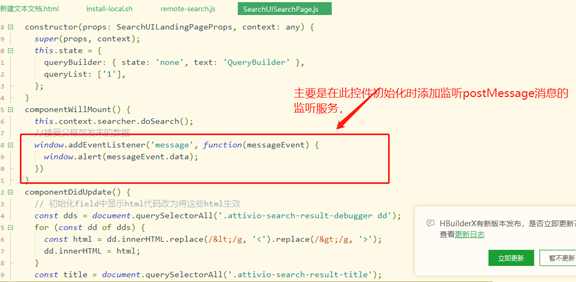 新建文本文档.html install-local.sh remote-search.js SearchUISearchPage.js
constructor(props: SearchUILandingPageProps, context: any) {
super(props, context);
this.state = {
queryBuilder: { state: 'none', text: 'QueryBuilder' },
queryList: ['1'],
};
}
主要是在此控件初始化时添加监听postMessage消息的
监听服务,
componentWillMount() {
this.context.searcher.doSearch();
//接受父框架发来的数据
window.addEventListener('message', function(messageEvent) {
window.alert(messageEvent.data);
})
}
componentDidUpdate() {
// 初始化field中显示html代码改为将这些html生效
const dds = document.querySelectorAll('.attivio-search-result-debugger dd');
for (const dd of dds) {
const html = dd.innerHTML.replace(/&lt;/g, '<').replace(/&gt;/g, '>');
dd.innerHTML = html;
}
const title = document.querySelectorAll('.attivio-search-result-title');
HBuilderX有新版本发布，是否立即更新?
查看更新日志
立即更新 暂不更新